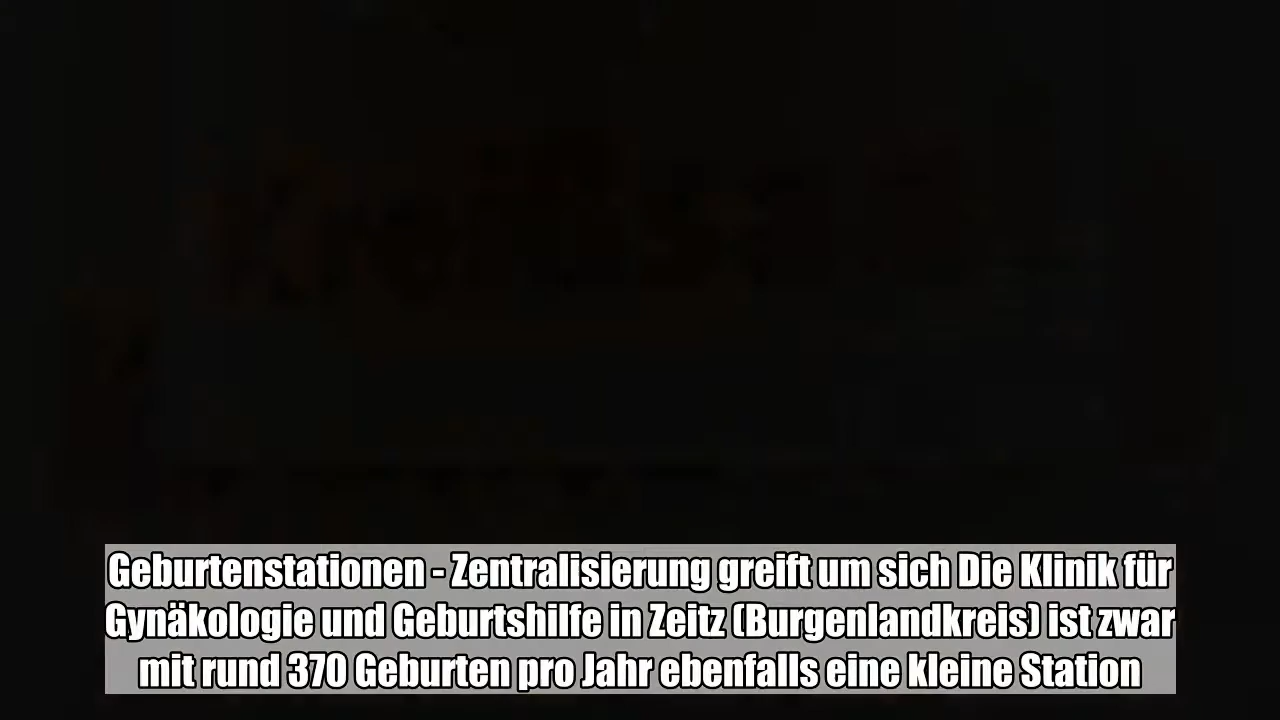 Geburtenstationen - Zentralisierung greift um sich Die Klinik für
Gynäkologie und Geburtshilfe in Zeitz (Burgenlandkreis) ist zwar
mit rund 370 Geburten pro Jahr ebenfalls eine kleine Station